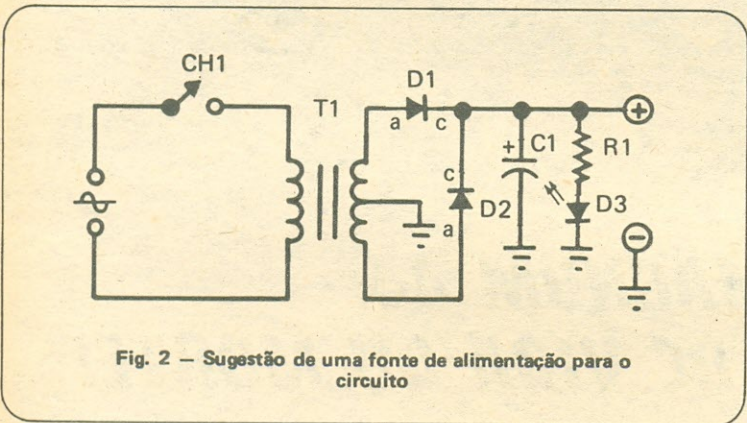 CH1
T1
D1
a
c
+
C1
R1
c
D2
a
D3
+
−
Fig. 2 — Sugestão de uma fonte de alimentação para o
circuito